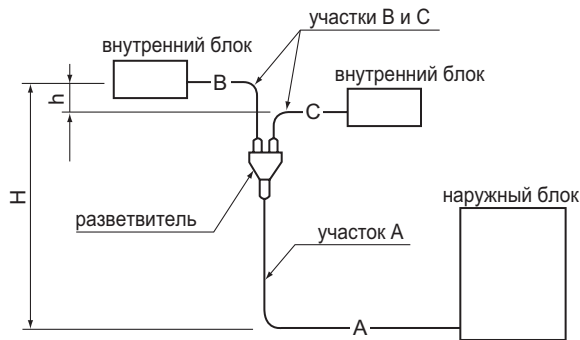 участки В и С
внутренний блок
В
внутренний блок
h
С
H
наружный блок
разветвитель
участок А
А